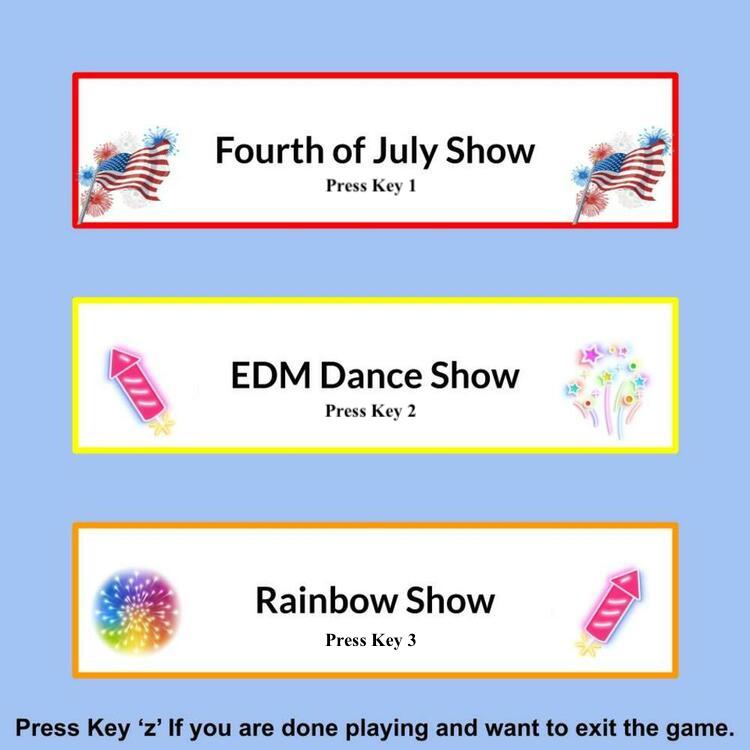 Fourth of July Show
Press Key 1
EDM Dance Show
Press Key 2
Rainbow Show
Press Key 3
Press Key ‘z’ If you are done playing and want to exit the game.